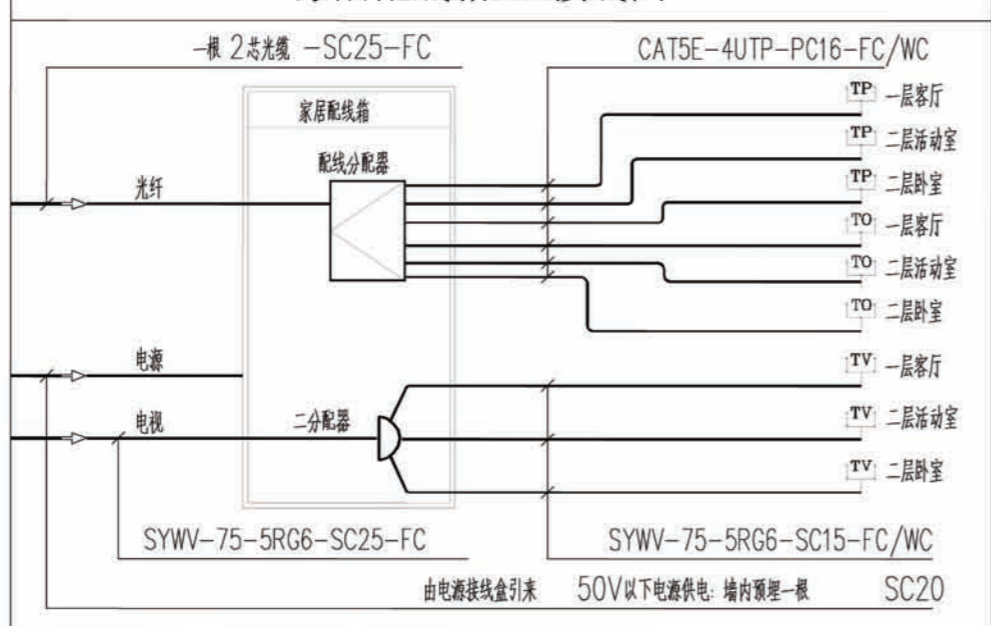 一根 2芯光缆 -SC25-FC
CAT5E-4UTP-PC16-FC/WC
家居配线箱
配线分配器
光纤
TP 一层客厅
TP 二层活动室
TP 二层卧室
TO 一层客厅
TO 二层活动室
TO 二层卧室
电源
电视
二分配器
TV 一层客厅
TV 二层活动室
TV 二层卧室
SYWV-75-5RG6-SC25-FC
SYWV-75-5RG6-SC15-FC/WC
由电源接线盒引来 50V以下电源供电: 墙内预埋一根 SC20